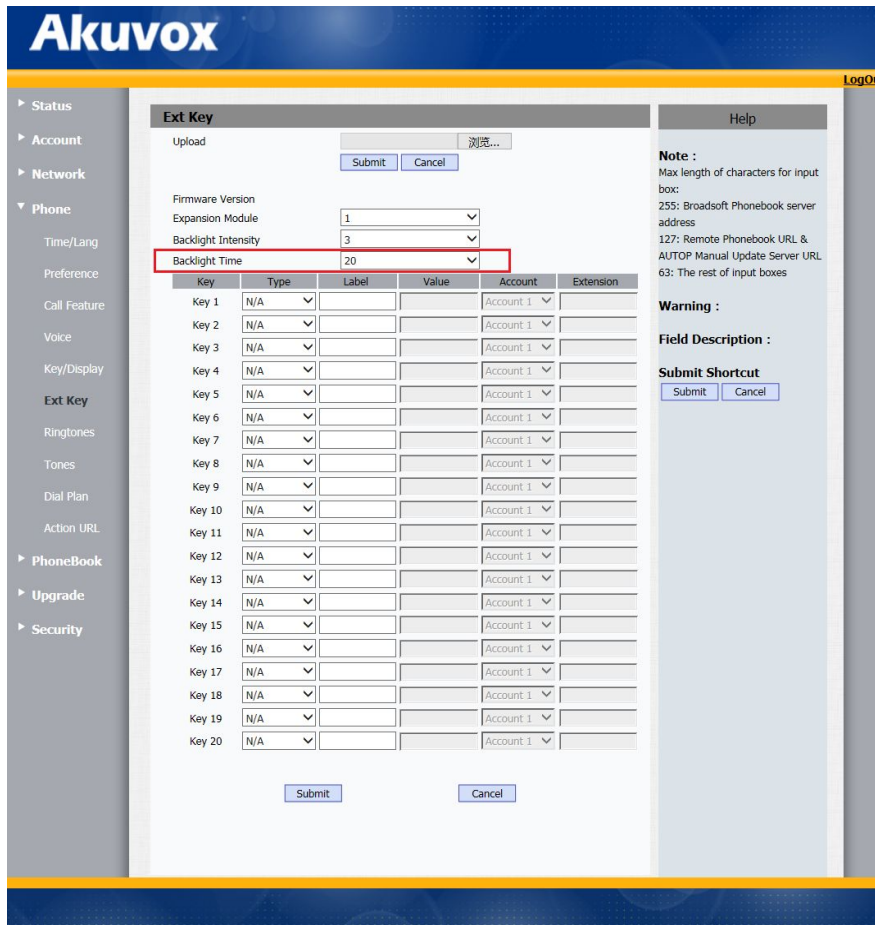 Akuvox
LogOu
Status
Account
Network
Phone
Time/Lang
Preference
Call Feature
Voice
Key/Display
Ext Key
Ringtones
Tones
Dial Plan
Action URL
PhoneBook
Upgrade
Security
Ext Key
Upload 浏览...
Submit Cancel
Firmware Version
Expansion Module 1
Backlight Intensity 3
Backlight Time 20
Key Type Label Value Account Extension
Key 1 N/A Account 1
Key 2 N/A Account 1
Key 3 N/A Account 1
Key 4 N/A Account 1
Key 5 N/A Account 1
Key 6 N/A Account 1
Key 7 N/A Account 1
Key 8 N/A Account 1
Key 9 N/A Account 1
Key 10 N/A Account 1
Key 11 N/A Account 1
Key 12 N/A Account 1
Key 13 N/A Account 1
Key 14 N/A Account 1
Key 15 N/A Account 1
Key 16 N/A Account 1
Key 17 N/A Account 1
Key 18 N/A Account 1
Key 19 N/A Account 1
Key 20 N/A Account 1
Submit Cancel
Help
Note :
Max length of characters for input
box:
255: Broadsoft Phonebook server
address
127: Remote Phonebook URL &
AUTOP Manual Update Server URL
63: The rest of input boxes
Warning :
Field Description :
Submit Shortcut
Submit Cancel